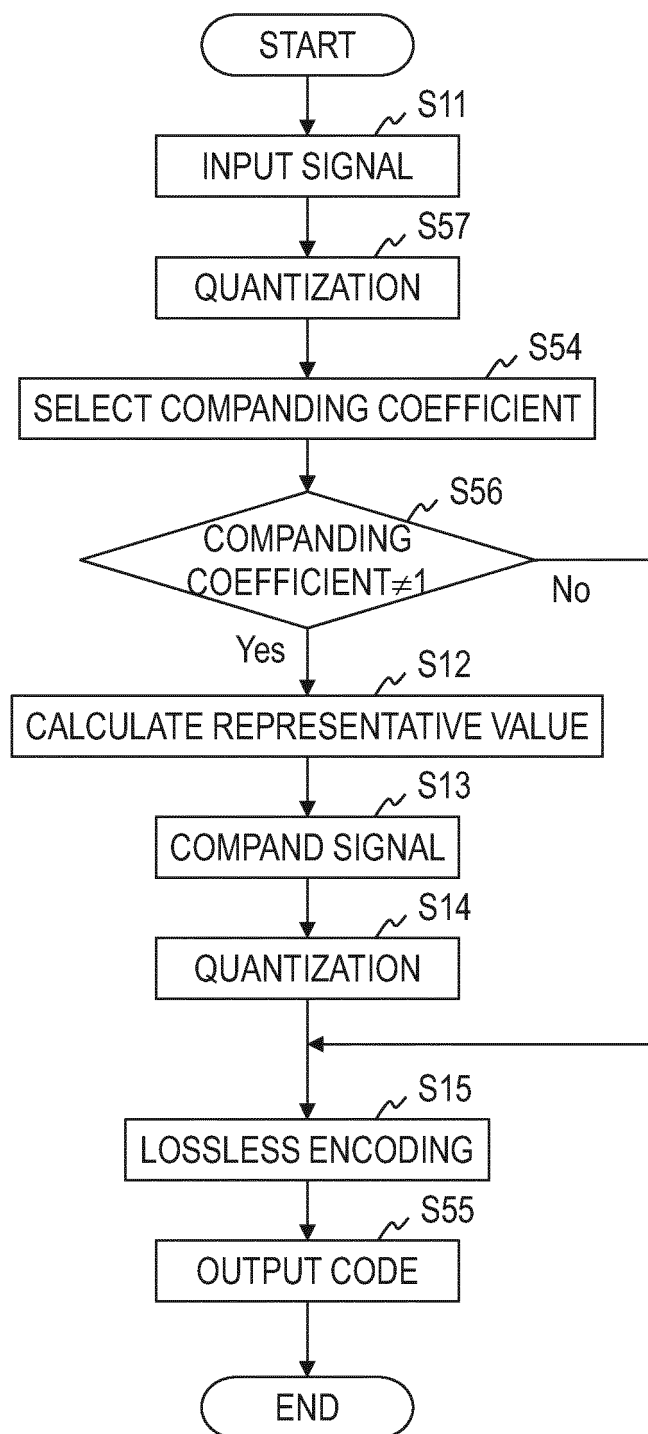 START
S11
INPUT SIGNAL
S57
QUANTIZATION
S54
SELECT COMPANDING COEFFICIENT
S56
COMPANDING
COEFFICIENT≠1
No
Yes
S12
CALCULATE REPRESENTATIVE VALUE
S13
COMPAND SIGNAL
S14
QUANTIZATION
S15
LOSSLESS ENCODING
S55
OUTPUT CODE
END